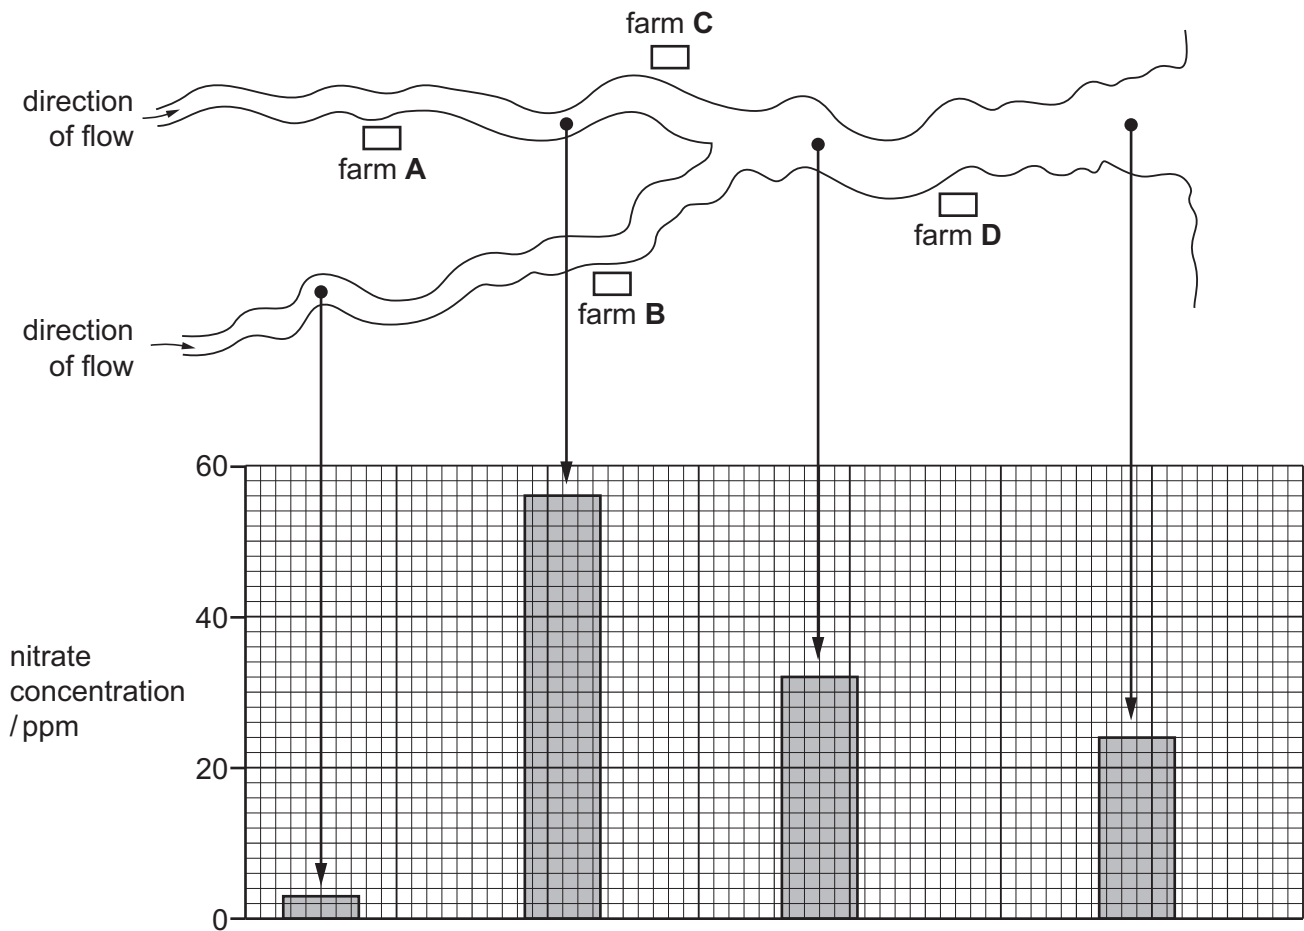 farm C
direction
of flow
farm A
farm D
farm B
direction
of flow
60
40
nitrate
concentration
/ ppm
20
0